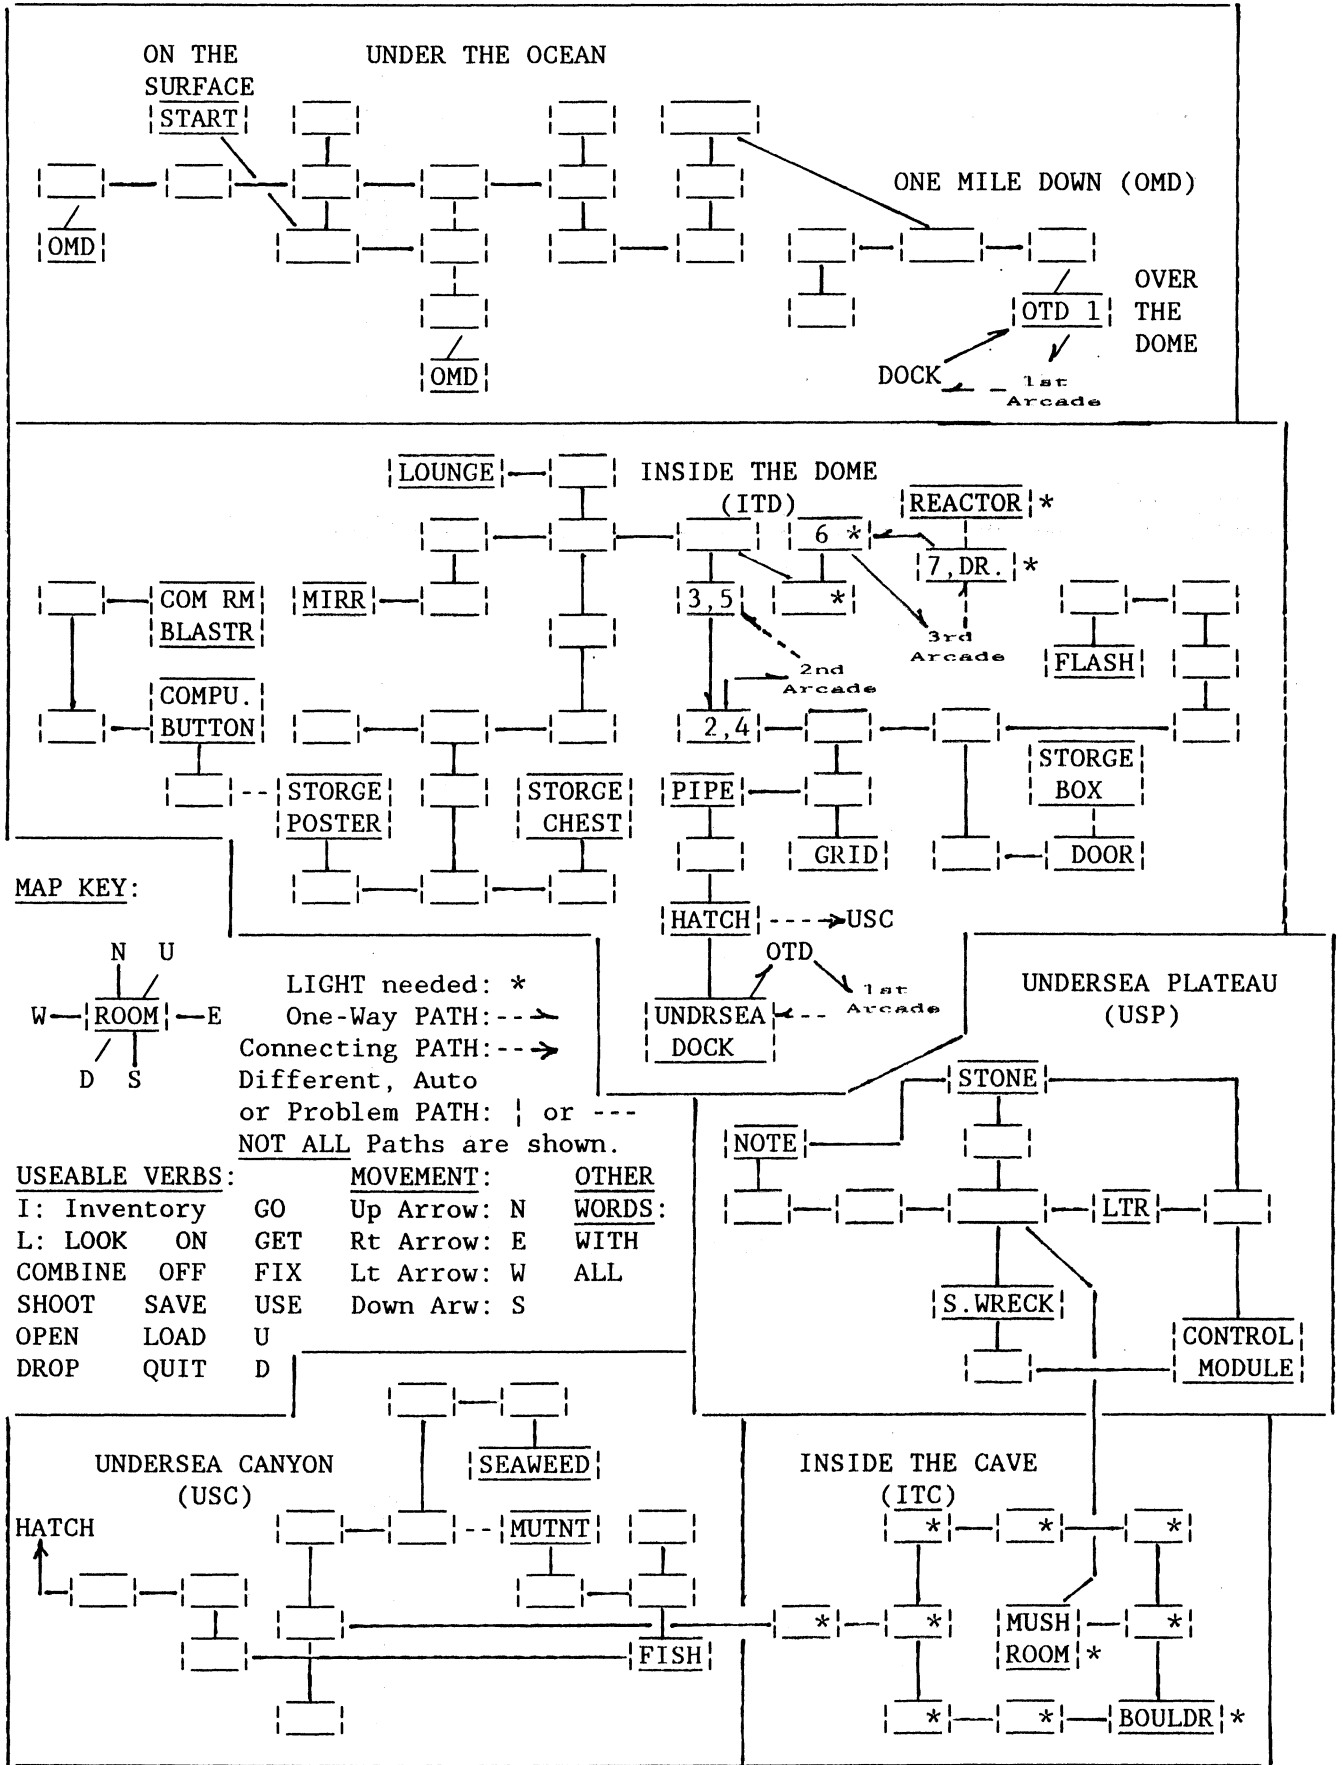 ON THE
SURFACE
UNDER THE OCEAN
START
ONE MILE DOWN (OMD)
OMD
OMD
OVER
THE
DOME
OTD 1
DOCK
1st
Arcade
LOUNGE
INSIDE THE DOME
(ITD)
REACTOR *
6 *
7,DR. *
COM RM
BLASTR
MIRR
3,5
*
3rd
Arcade
FLASH
2nd
Arcade
COMPU.
BUTTON
2,4
STORGE
BOX
STORGE
POSTER
STORGE
CHEST
PIPE
GRID
DOOR
HATCH
USC
OTD
1st
Arcade
UNDRSEA
DOCK
MAP KEY:
N U
W ROOM E
D S
LIGHT needed: *
One-Way PATH:
Connecting PATH:
Different, Auto
or Problem PATH: ¦ or ---
NOT ALL Paths are shown.
USEABLE VERBS:
I: Inventory GO
L: LOOK ON GET
COMBINE OFF FIX
SHOOT SAVE USE
OPEN LOAD U
DROP QUIT D
MOVEMENT:
Up Arrow: N
Rt Arrow: E
Lt Arrow: W
Down Arw: S
OTHER
WORDS:
WITH
ALL
UNDERSEA PLATEAU
(USP)
STONE
NOTE
LTR
S.WRECK
CONTROL
MODULE
UNDERSEA CANYON
(USC)
SEAWEED
HATCH
MUTNT
FISH
INSIDE THE CAVE
(ITC)
* * *
* * MUSH *
ROOM *
* * BOULDR *